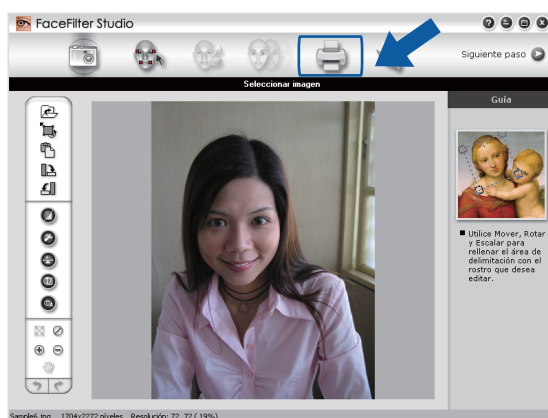 FaceFilter Studio
Siguiente paso
Seleccionar imagen
Guía
Utilice Mover, Rotar
y Escalar para
rellenar el área de
delimitación con el
rostro que desea
editar.
Sample6.jpg 1704x2272 píxeles Resolución: 72, 72 ( 19%)